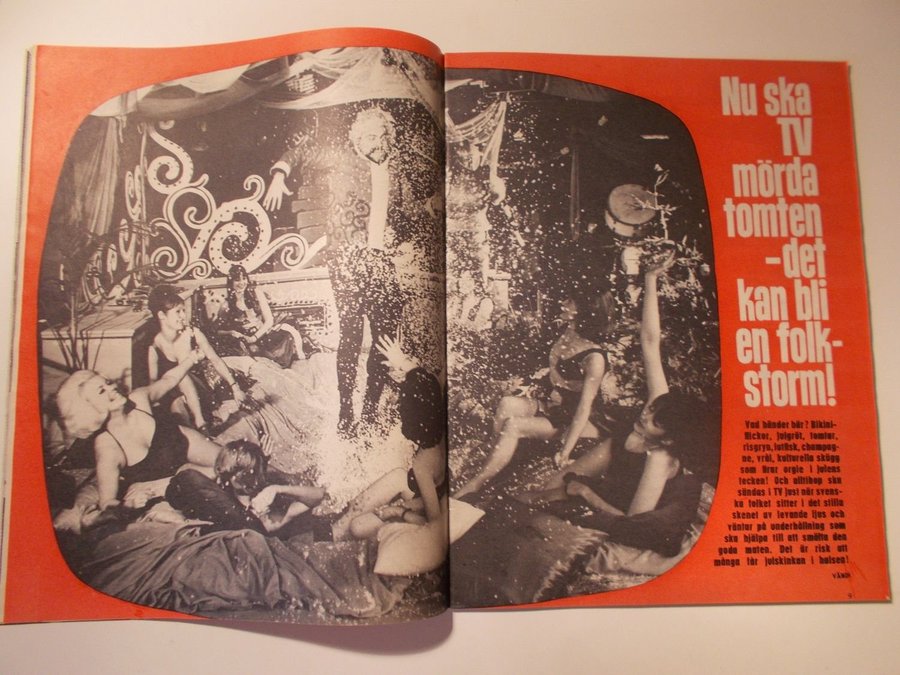 Nu ska
TV
mörda
tomten
–det
kan bli
en folk-
storm!
Vad händer här? Bikini-
flickor, julgröt, tomtar,
risgryn, lutfisk, champag-
ne, vrål, kulturella skägg
som firar orgie i julens
tecken! Och alltihop ska
sändas i TV just när svens-
ka folket sitter i det stilla
skenet av levande ljus och
väntar på underhållning som
ska hjälpa till att smälta den
goda maten. Det är risk att
många får julskinkan i halsen!
VÄND!
9